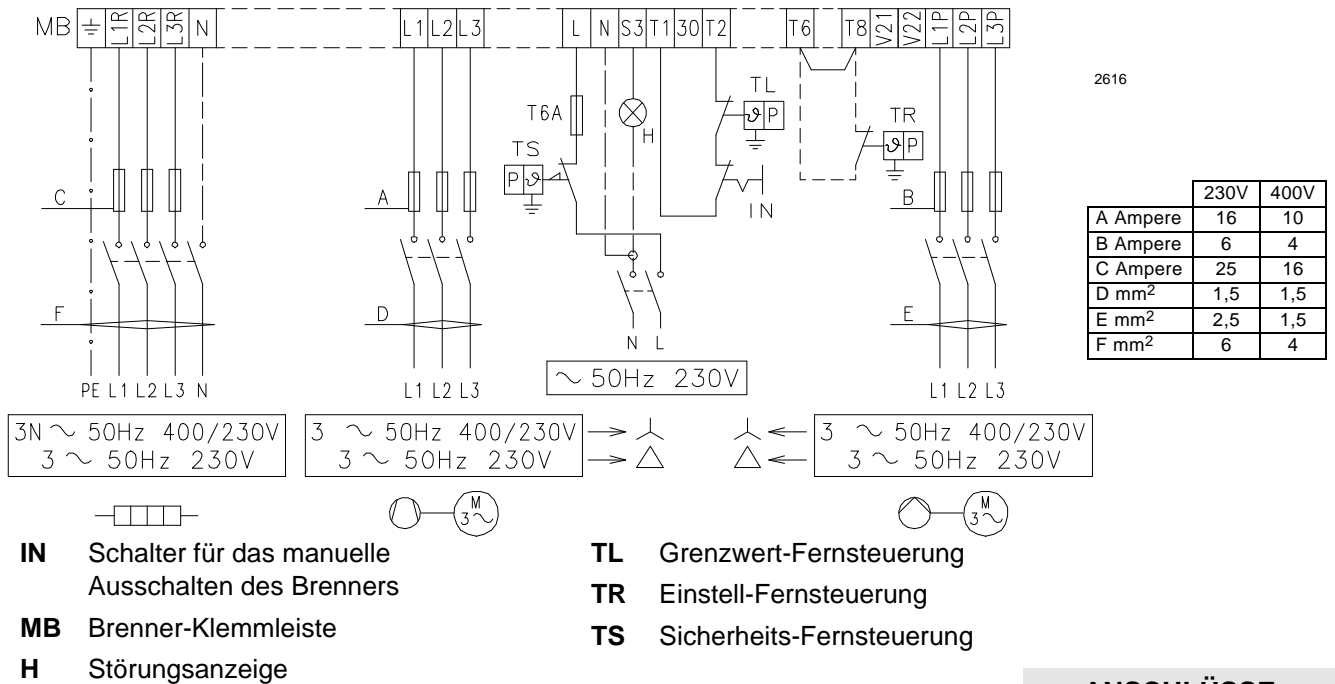 MB L1R L2R L3R N L1 L2 L3 L N S3 T1 30 T2 T6 T8 V21 V22 L1P L2P L3P
2616
TL
T6A ϑ P
H
TR
TS
ϑ P
P ϑ
C A IN B
F D E
N L
PE L1 L2 L3 N L1 L2 L3 L1 L2 L3
~ 50Hz 230V
3N ~ 50Hz 400/230V
3 ~ 50Hz 230V
3 ~ 50Hz 400/230V
3 ~ 50Hz 230V
3 ~ 50Hz 400/230V
3 ~ 50Hz 230V
M
3~
M
3~
230V 400V
A Ampere 16 10
B Ampere 6 4
C Ampere 25 16
D mm² 1,5 1,5
E mm² 2,5 1,5
F mm² 6 4
IN Schalter für das manuelle
Ausschalten des Brenners
MB Brenner-Klemmleiste
H Störungsanzeige
TL Grenzwert-Fernsteuerung
TR Einstell-Fernsteuerung
TS Sicherheits-Fernsteuerung
ANSCHLÜSSE